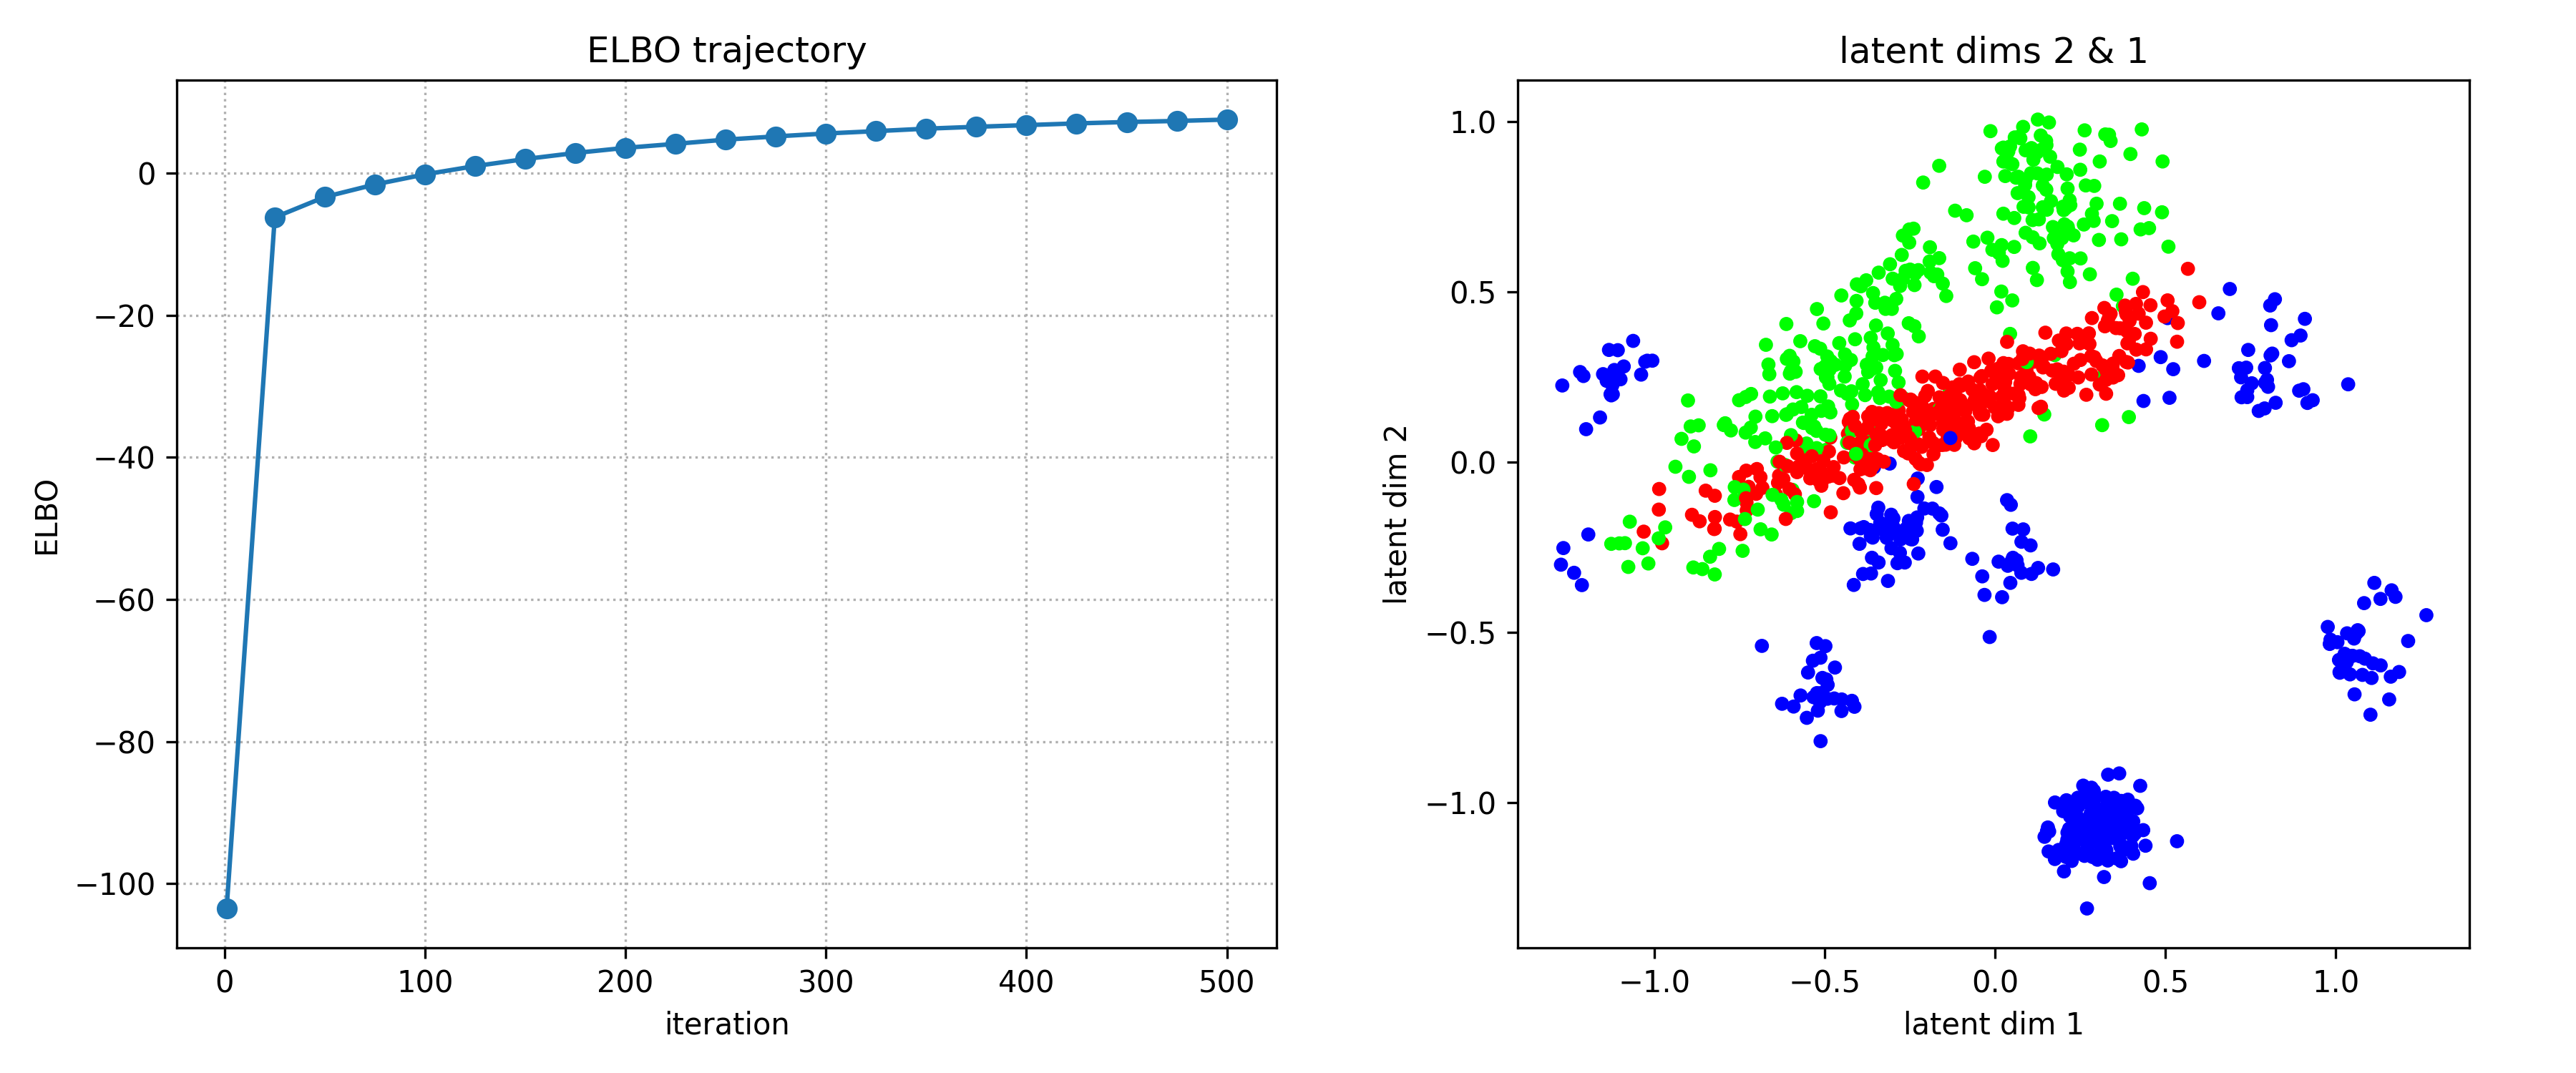 ELBO trajectory
ELBO
0
−20
−40
−60
−80
−100
0 100 200 300 400 500
iteration
latent dims 2 & 1
latent dim 2
1.0
0.5
0.0
−0.5
−1.0
−1.0 −0.5 0.0 0.5 1.0
latent dim 1